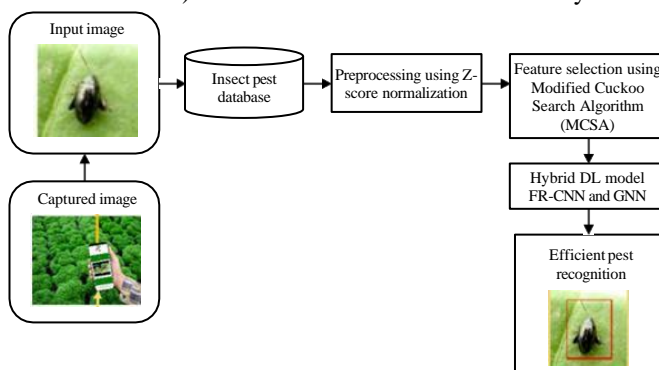 Input image
Insect pest
database
Preprocessing using Z-
score normalization
Feature selection using
Modified Cuckoo
Search Algorithm
(MCSA)
Captured image
Hybrid DL model
FR-CNN and GNN
Efficient pest
recognition